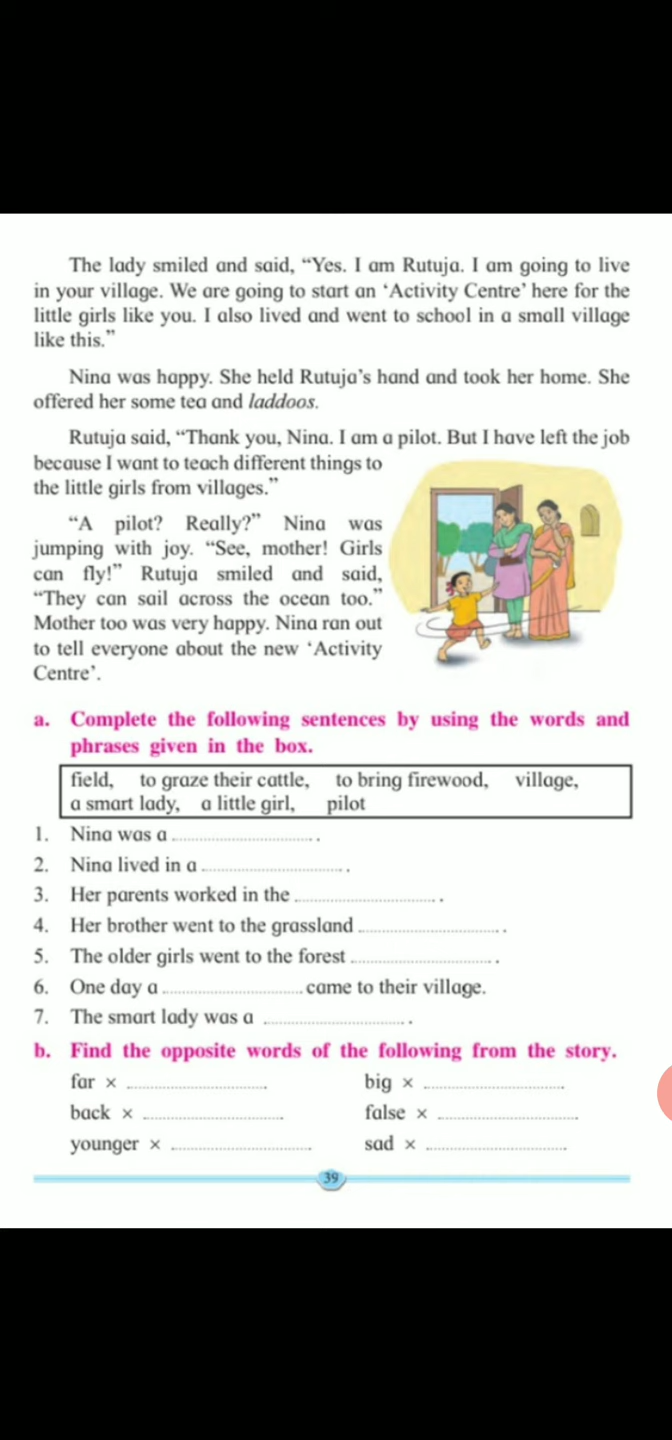 The lady smiled and said, “Yes. I am Rutuja. I am going to live
in your village. We are going to start an ‘Activity Centre’ here for the
little girls like you. I also lived and went to school in a small village
like this.”
Nina was happy. She held Rutuja’s hand and took her home. She
offered her some tea and laddoos.
Rutuja said, “Thank you, Nina. I am a pilot. But I have left the job
because I want to teach different things to
the little girls from villages.”
“A pilot? Really?” Nina was
jumping with joy. “See, mother! Girls
can fly!” Rutuja smiled and said,
“They can sail across the ocean too.”
Mother too was very happy. Nina ran out
to tell everyone about the new ‘Activity
Centre’.
a. Complete the following sentences by using the words and
phrases given in the box.
field, to graze their cattle, to bring firewood, village,
a smart lady, a little girl, pilot
1. Nina was a .................... .
2. Nina lived in a .................... .
3. Her parents worked in the .................... .
4. Her brother went to the grassland .................... .
5. The older girls went to the forest .................... .
6. One day a .................... came to their village.
7. The smart lady was a .................... .
b. Find the opposite words of the following from the story.
far × .................... big × ....................
back × .................... false × ....................
younger × .................... sad × ....................
39